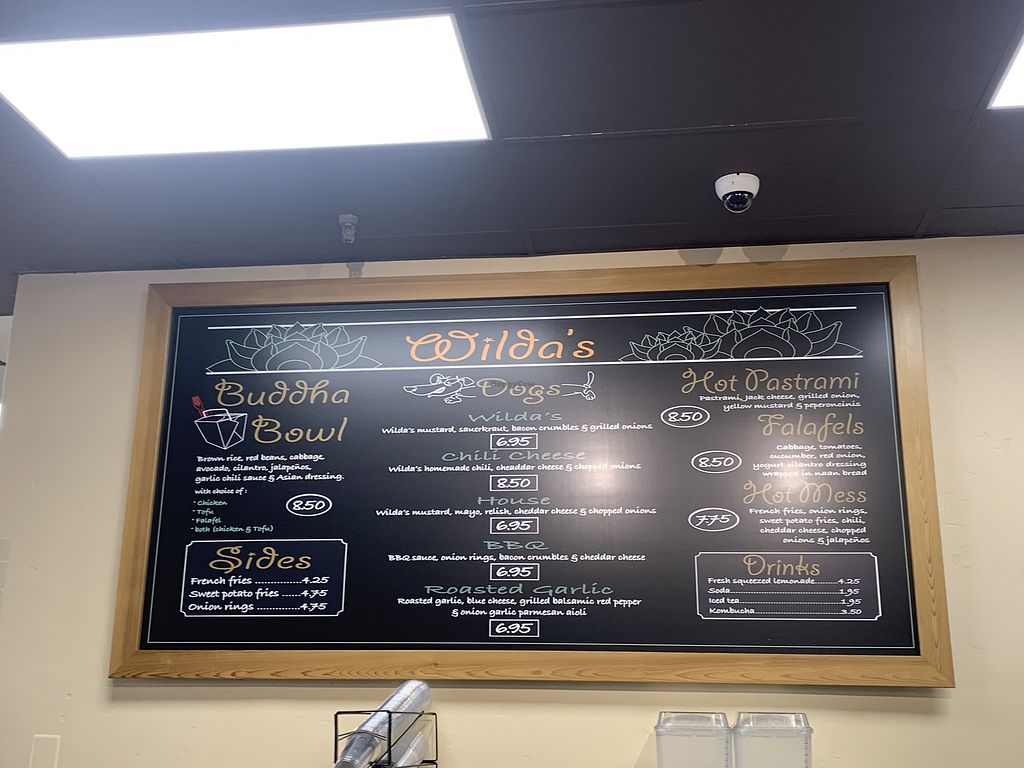 Wilda's
Buddha
Bowl
Brown rice, red beans, cabbage
avocado, cilantro, jalapeños,
garlic chili sauce & Asian dressing.
with choice of :
* Chicken
* Tofu
* Falafel
* both (chicken & Tofu)
8.50
Sides
French fries ............. 4.25
Sweet potato fries ...... 4.75
Onion rings .............. 4.75
Dogs
Wilda's
Wilda's mustard, sauerkraut, bacon crumbles & grilled onions
6.95
Chili Cheese
Wilda's homemade chili, cheaddar cheese & chopped onions
8.50
House
Wilda's mustard, mayo, relish, cheddar cheese & chopped onions
6.95
BBQ
BBQ sauce, onion rings, bacon crumbles & cheddar cheese
6.95
Roasted Garlic
Roasted garlic, blue cheese, grilled balsamic red pepper
& onion garlic parmesan aioli
6.95
Hot Pastrami
Pastrami, Jack cheese, grilled onion,
yellow mustard & peperoncinis
8.50
Falafels
Cabbage, tomatoes,
cucumber, red onion,
yogurt cilantro dressing
wrapped in naan bread
8.50
Hot Mess
French fries, onion rings,
sweet potato fries, chili,
cheddar cheese, chopped
onions & jalapeños
7.75
Drinks
Fresh squeezed lemonade........4.25
Soda....................................1.95
Iced tea................................1.95
Kombucha............................3.50